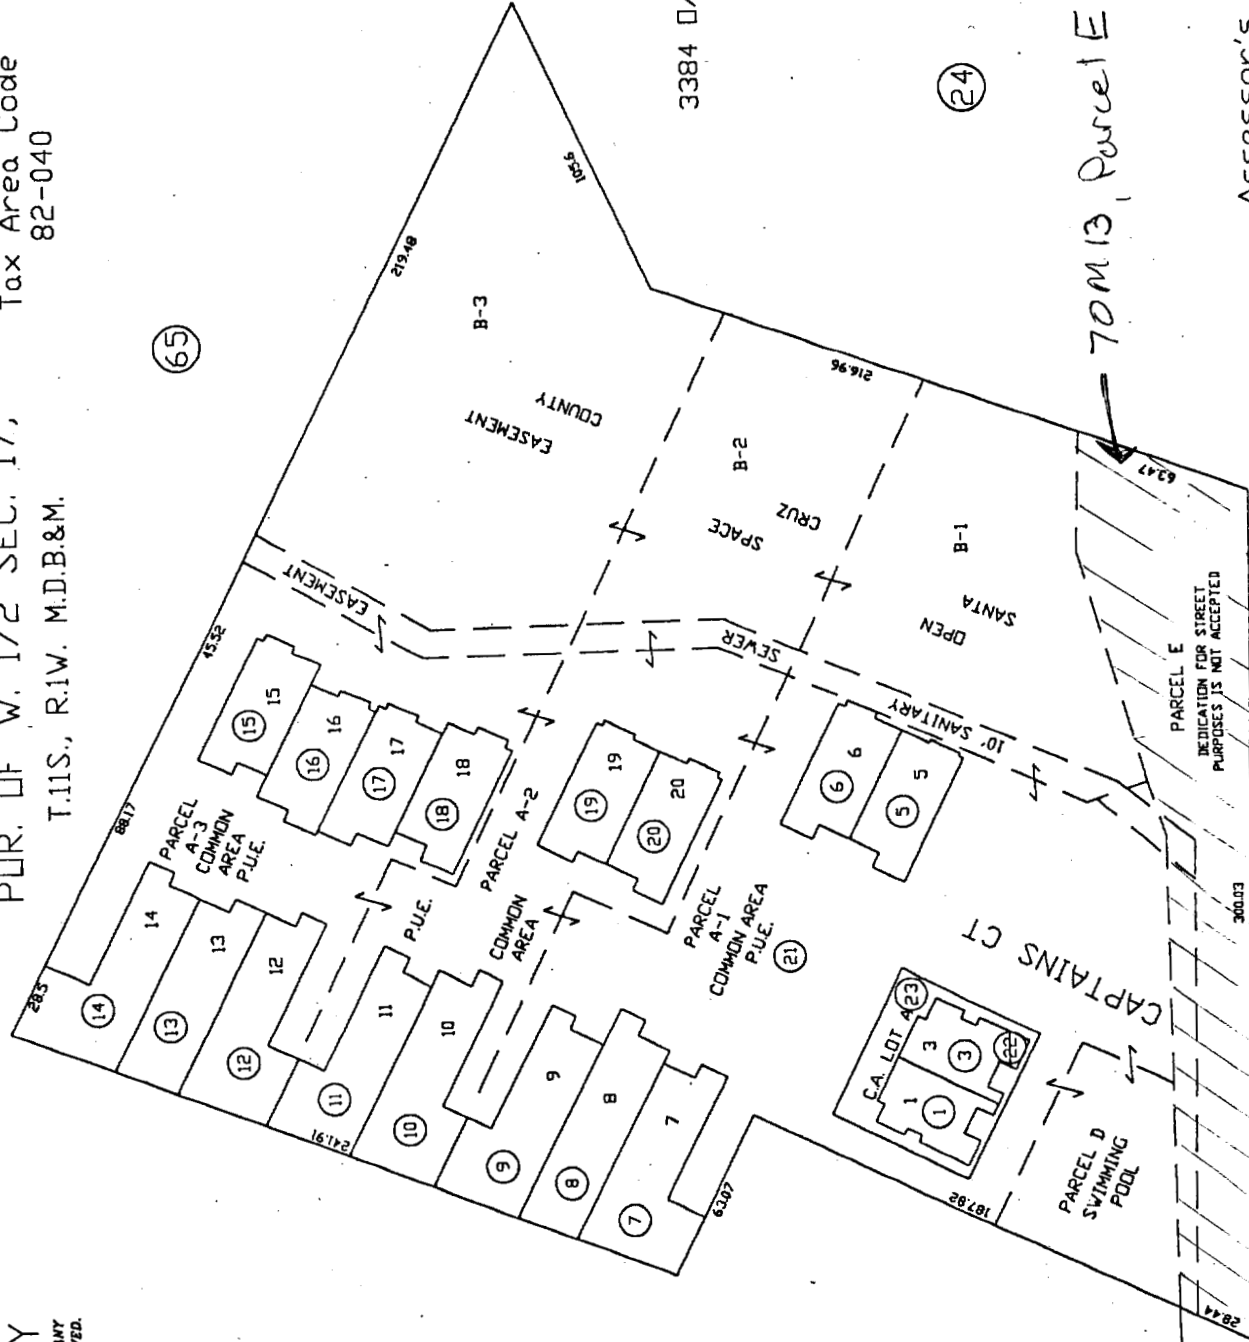 POR. OF W. 1/2 SEC. 17,
T.11S., R.1W. M.D.B.&M.
Tax Area Code
82-040
65
3384
24
70M13, Parcel E
Assessor's
105.6
219.48
B-3
COUNTY
EASEMENT
216.96
B-2
CRUZ
SPACE
B-1
SANTA
OPEN
63.47
EASEMENT
SEWER
10' SANITARY
45.52
88.17
28.5
15
15
16
16
17
17
18
18
PARCEL
A-3
COMMON
AREA
P.U.E.
14
14
13
13
12
12
P.U.E.
PARCEL A-2
COMMON
AREA
19
19
20
20
11
11
10
10
241.91
9
9
8
8
7
7
63.07
PARCEL
A-1
COMMON AREA
P.U.E.
21
6
6
5
5
CAPTAINS CT
C.A. LOT A
23
3
3
22
1
1
187.82
PARCEL D
SWIMMING
POOL
PARCEL E
DEDICATION FOR STREET
PURPOSES IS NOT ACCEPTED
300.03
28.44